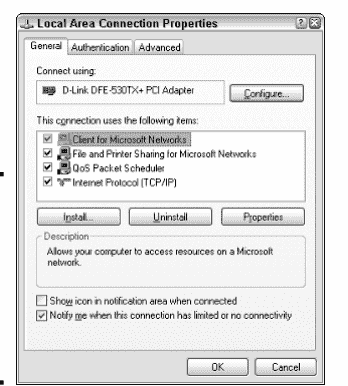 Local Area Connection Properties
General Authentication Advanced
Connect using:
D-Link DFE-530TX+ PCI Adapter
Configure...
This connection uses the following items:
Client for Microsoft Networks
File and Printer Sharing for Microsoft Networks
QoS Packet Scheduler
Internet Protocol (TCP/IP)
Install... Uninstall Properties
Description
Allows your computer to access resources on a Microsoft
network.
Show icon in notification area when connected
Notify me when this connection has limited or no connectivity
OK Cancel